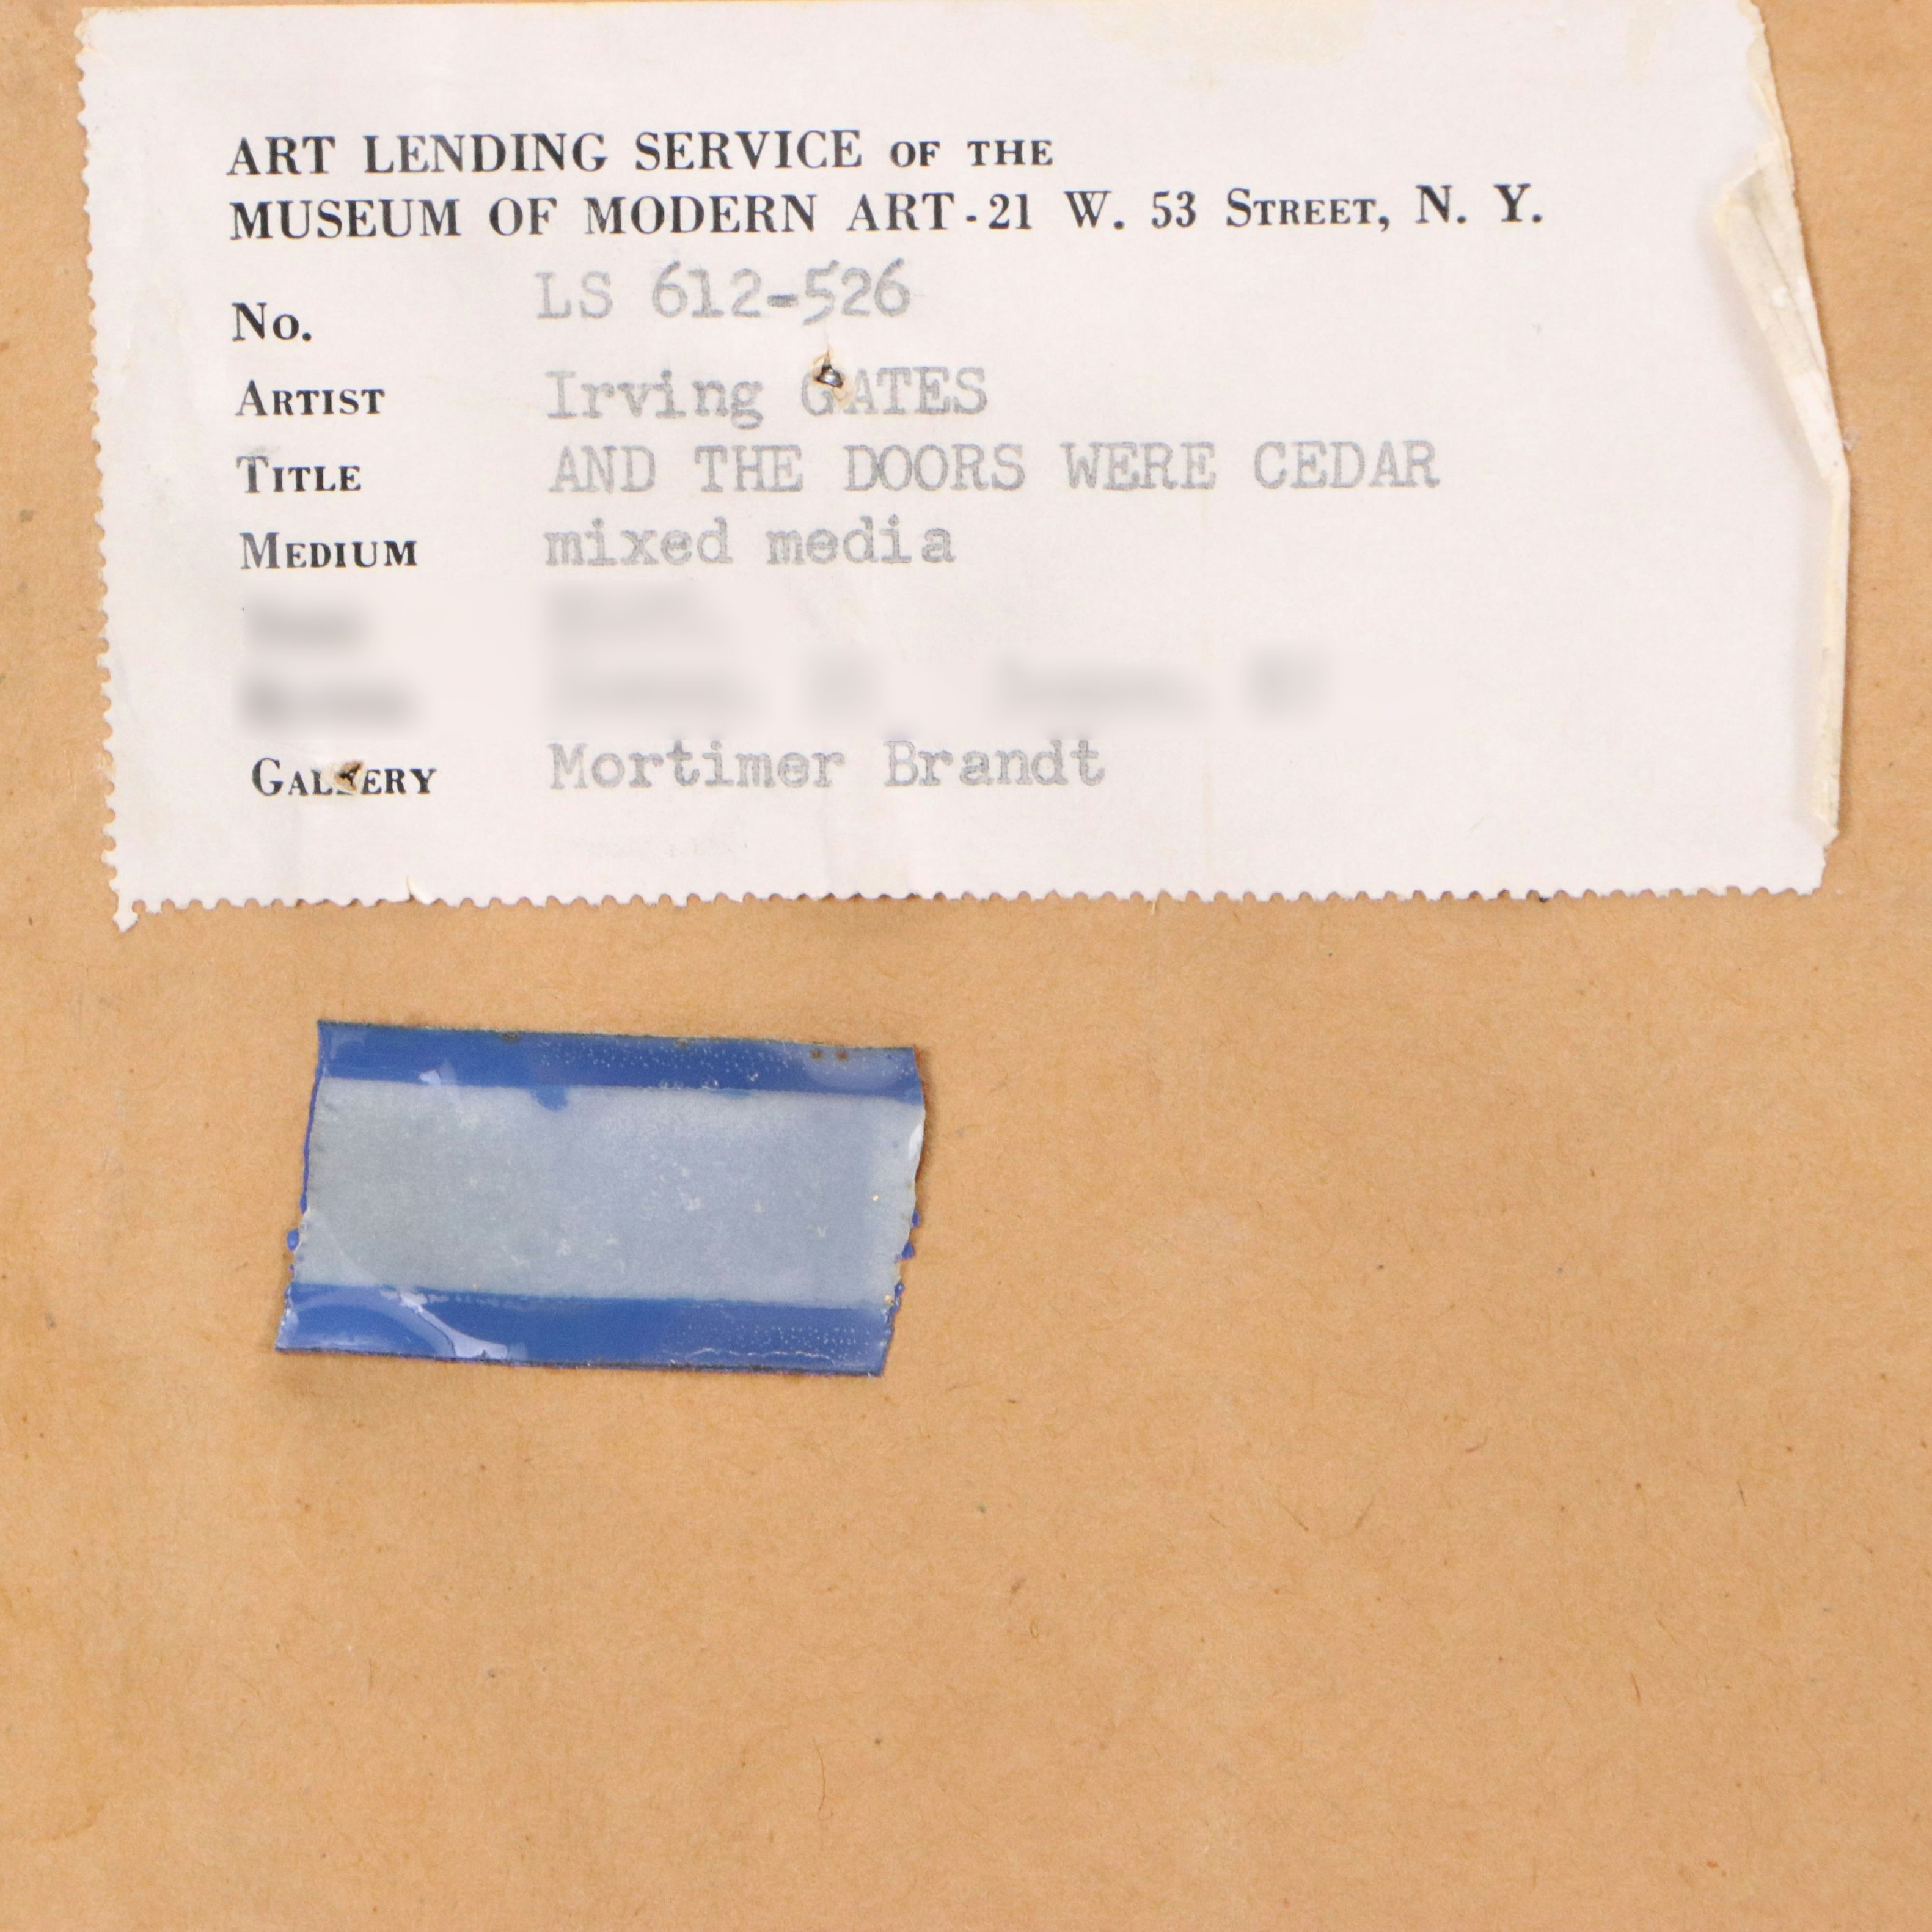 ART LENDING SERVICE OF THE
MUSEUM OF MODERN ART - 21 W. 53 STREET, N. Y.
No. LS 612-526
ARTIST Irving GATES
TITLE AND THE DOORS WERE CEDAR
MEDIUM mixed media
GALLERY Mortimer Brandt